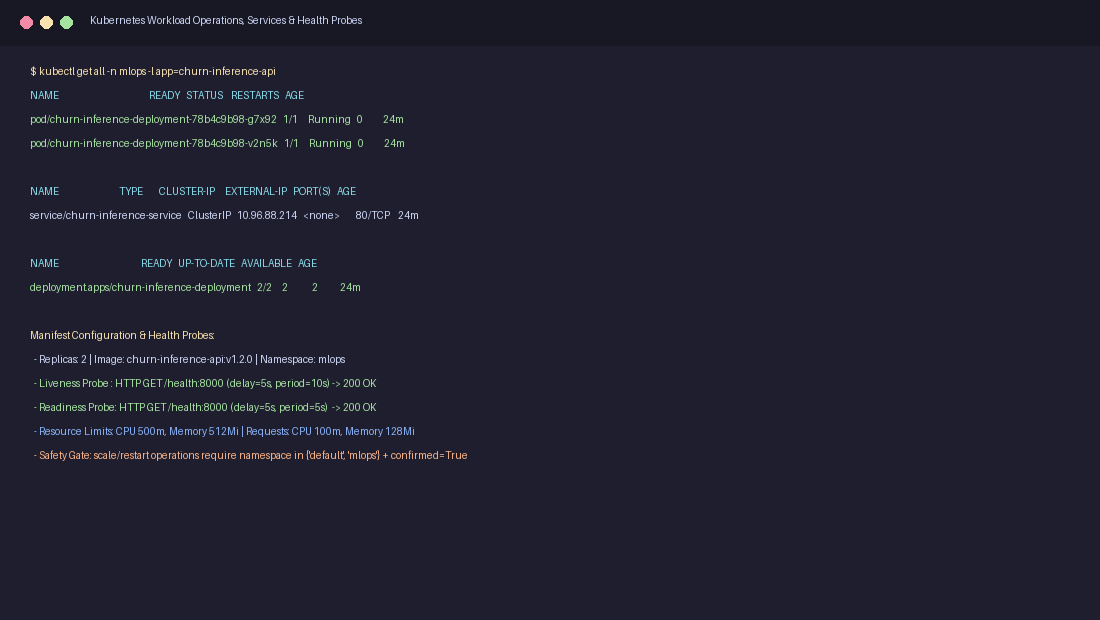 Kubernetes Workload Operations, Services & Health Probes
$ kubectl get all -n mlops -l app=churn-inference-api
NAME READY STATUS RESTARTS AGE
pod/churn-inference-deployment-78b4c9b98-g7x92 1/1 Running 0 24m
pod/churn-inference-deployment-78b4c9b98-v2n5k 1/1 Running 0 24m
NAME TYPE CLUSTER-IP EXTERNAL-IP PORT(S) AGE
service/churn-inference-service ClusterIP 10.96.88.214 <none> 80/TCP 24m
NAME READY UP-TO-DATE AVAILABLE AGE
deployment.apps/churn-inference-deployment 2/2 2 2 24m
Manifest Configuration & Health Probes:
- Replicas: 2 | Image: churn-inference-api:v1.2.0 | Namespace: mlops
- Liveness Probe : HTTP GET /health:8000 (delay=5s, period=10s) -> 200 OK
- Readiness Probe: HTTP GET /health:8000 (delay=5s, period=5s) -> 200 OK
- Resource Limits: CPU 500m, Memory 512Mi | Requests: CPU 100m, Memory 128Mi
- Safety Gate: scale/restart operations require namespace in {'default', 'mlops'} + confirmed=True